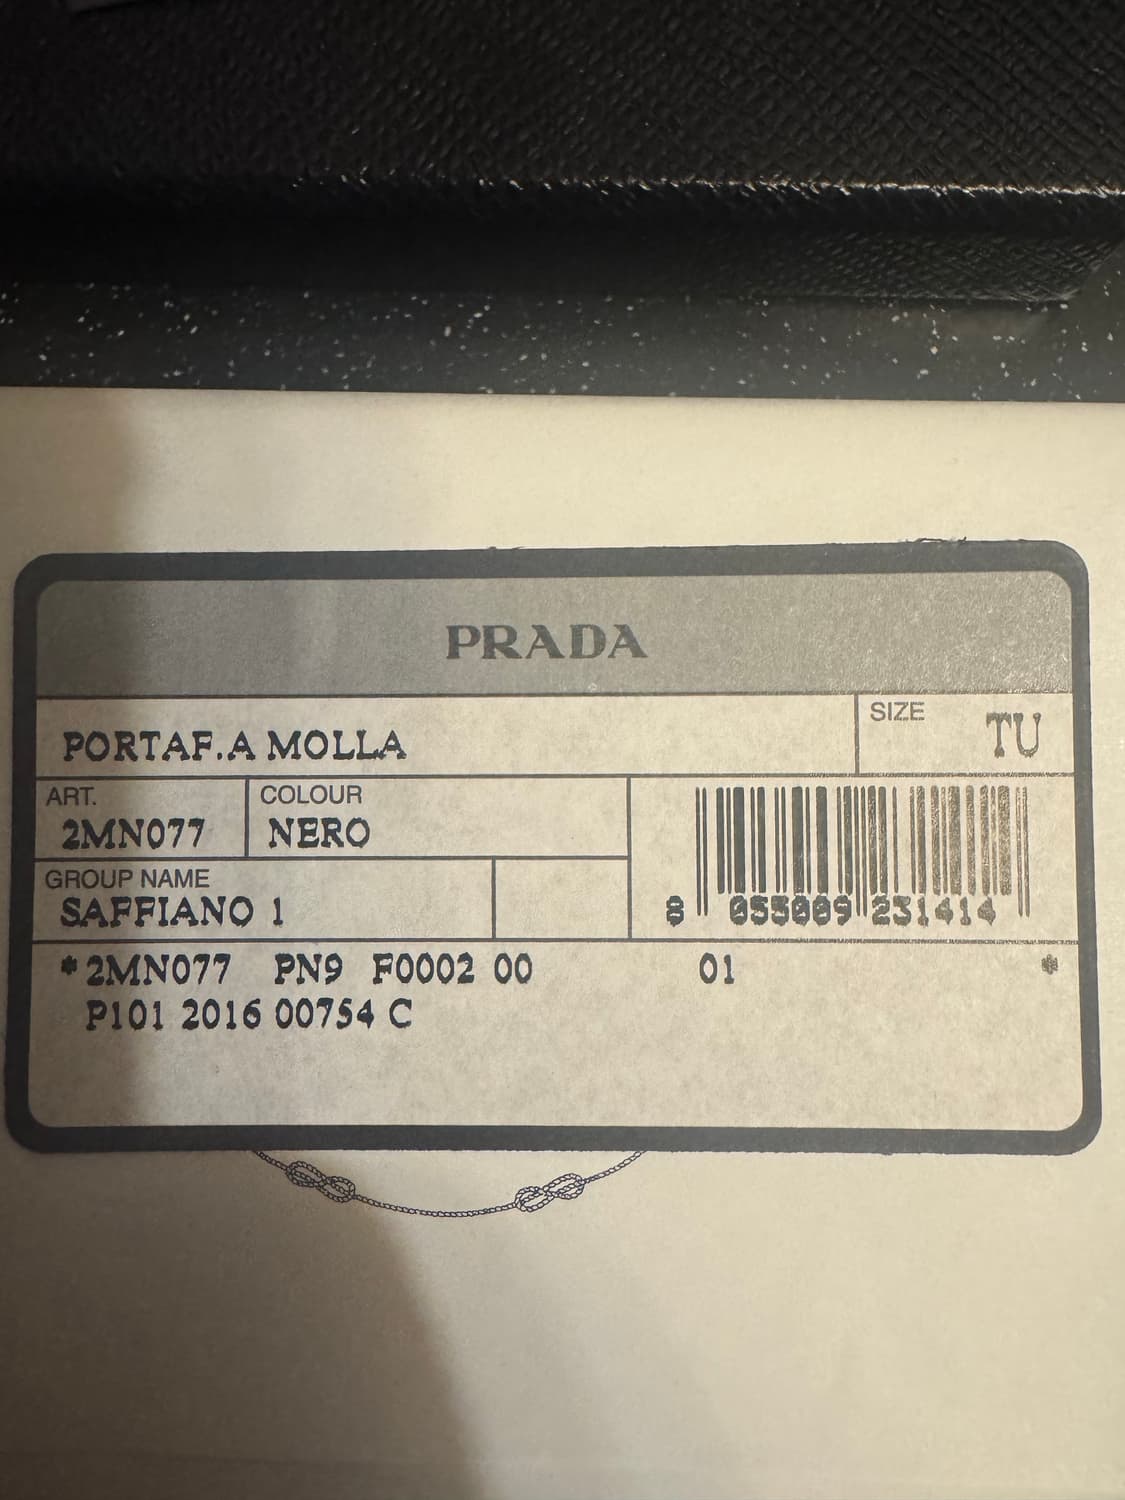 PRADA
PORTAF.A MOLLA
SIZE TU
ART. 2MN077
COLOUR NERO
GROUP NAME
SAFFIANO 1
8 053009 231414
*2MN077 PN9 F0002 00 01 *
P101 2016 00754 C